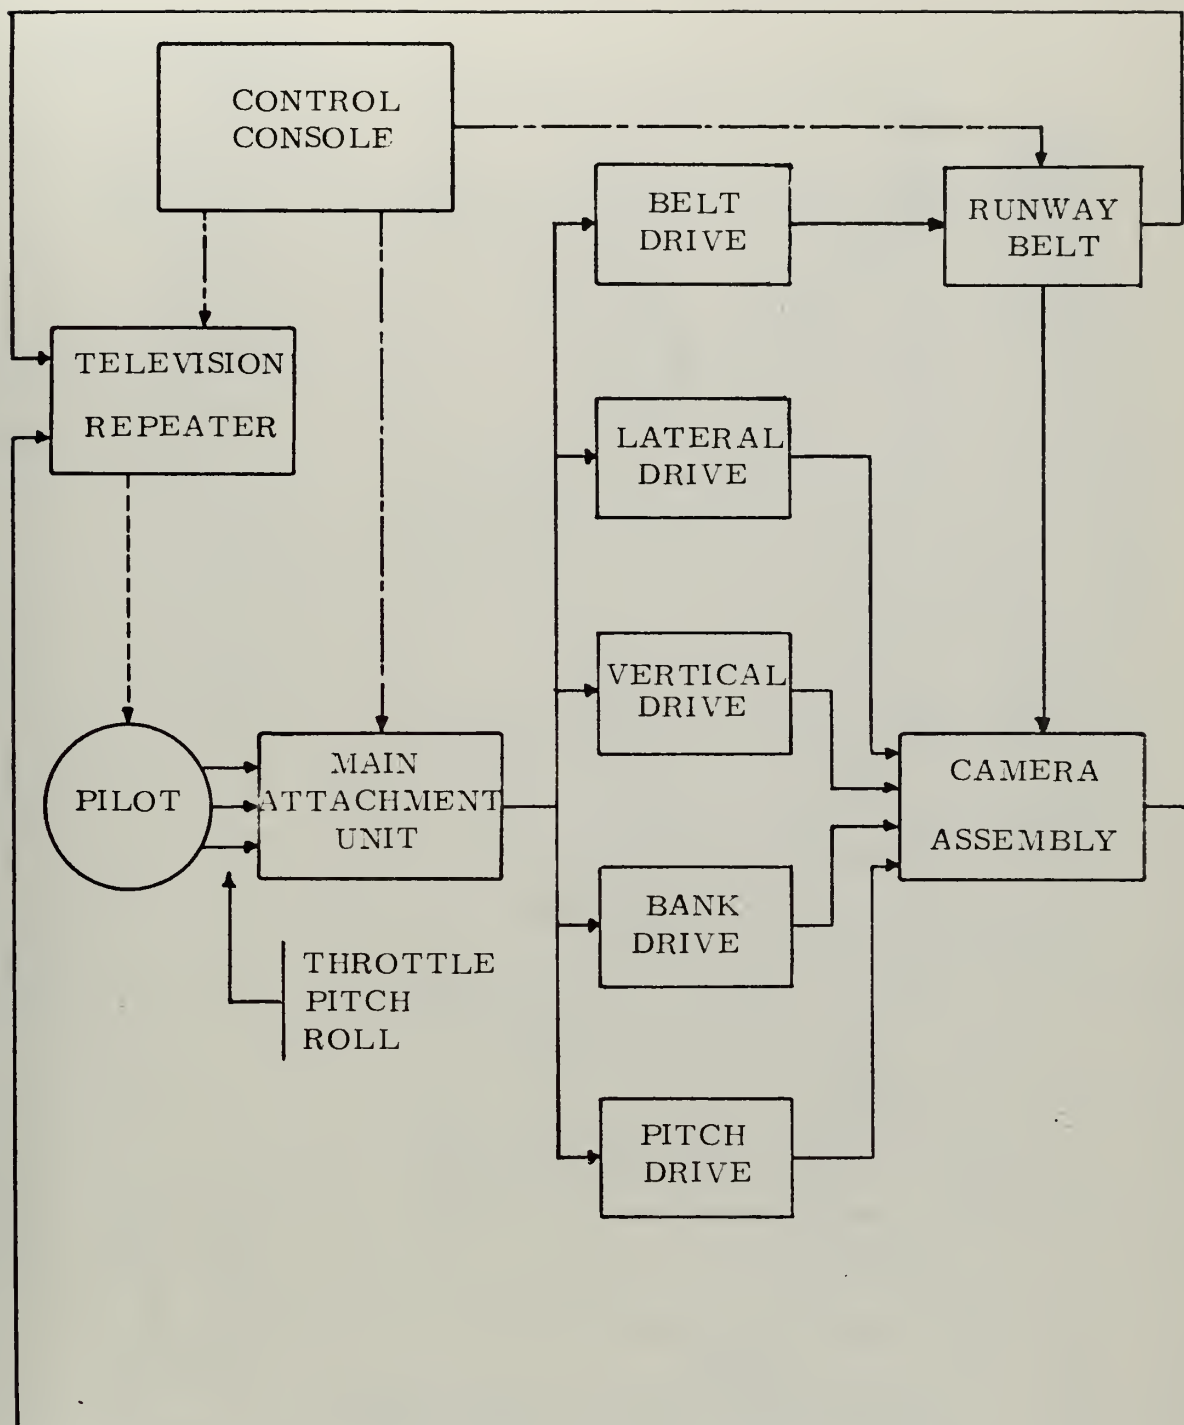 CONTROL
CONSOLE
BELT
DRIVE
RUNWAY
BELT
TELEVISION
REPEATER
LATERAL
DRIVE
VERTICAL
DRIVE
PILOT
MAIN
ATTACHMENT
UNIT
CAMERA
ASSEMBLY
BANK
DRIVE
THROTTLE
PITCH
ROLL
PITCH
DRIVE